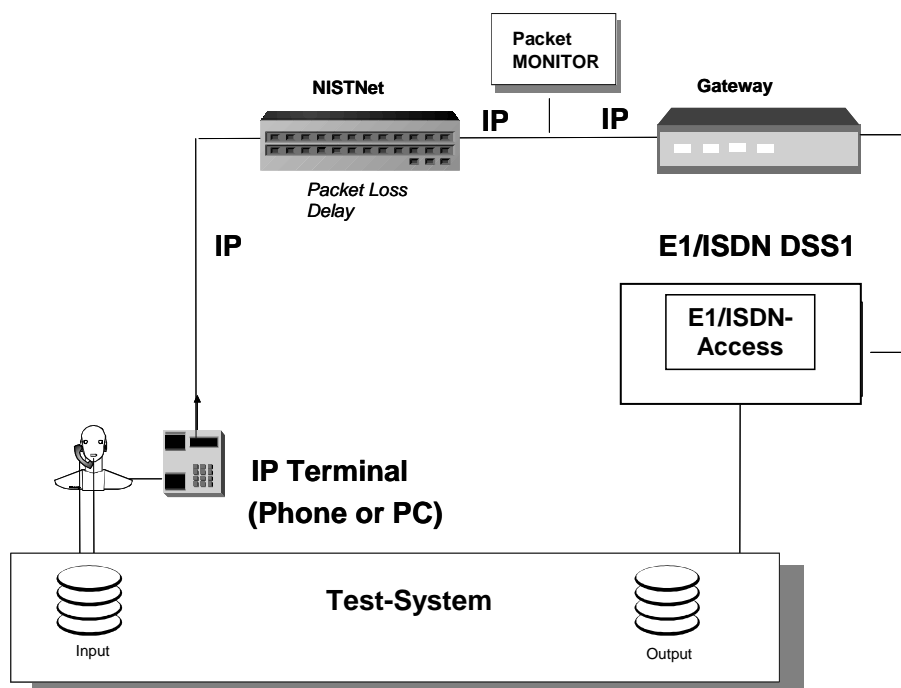 Packet
MONITOR
NISTNet
Gateway
IP
IP
Packet Loss
Delay
IP
E1/ISDN DSS1
E1/ISDN-
Access
IP Terminal
(Phone or PC)
Test-System
Input
Output